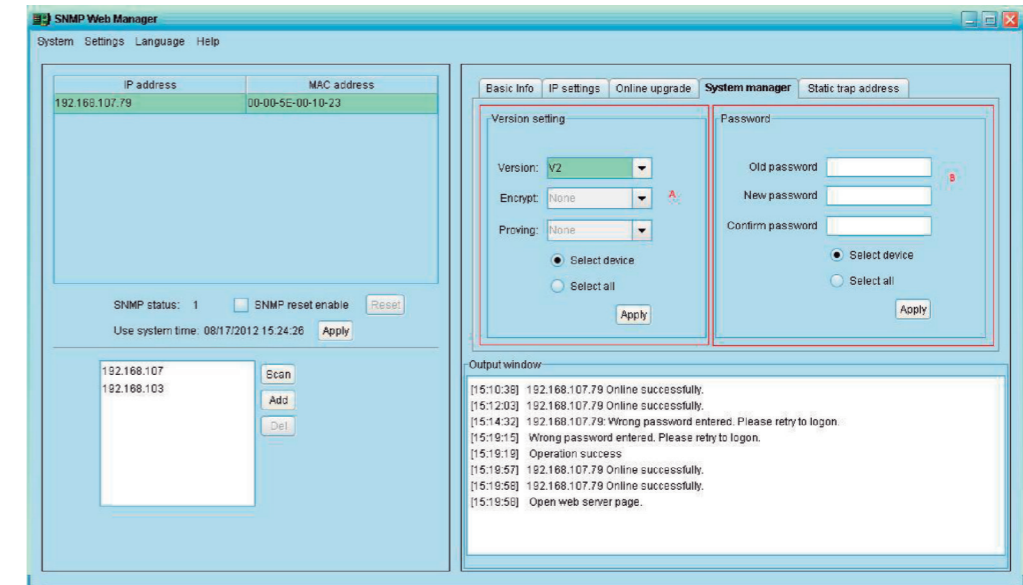 SNMP Web Manager
System Settings Language Help
IP address MAC address
192.168.107.79 00-00-5E-00-10-23
SNMP status: 1 SNMP reset enable Reset
Use system time: 08/17/2012 15:24:26 Apply
192.168.107
192.168.103
Scan
Add
Del
Basic Info IP settings Online upgrade System manager Static trap address
Version setting
Version: V2
Encrypt: None
Proving: None
A
Select device
Select all
Apply
Password
Old password
New password
Confirm password
B
Select device
Select all
Apply
Output window
[15:10:38] 192.168.107.79 Online successfully.
[15:12:03] 192.168.107.79 Online successfully.
[15:14:32] 192.168.107.79: Wrong password entered. Please retry to logon.
[15:19:15] Wrong password entered. Please retry to logon.
[15:19:19] Operation success
[15:19:57] 192.168.107.79 Online successfully.
[15:19:58] 192.168.107.79 Online successfully.
[15:19:58] Open web server page.